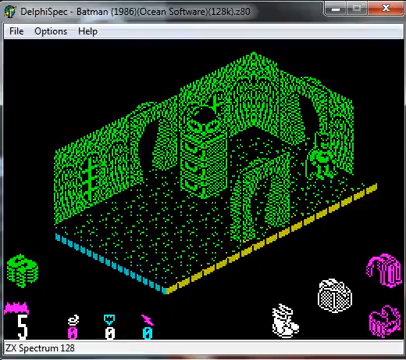 DelphiSpec - Batman (1986)(Ocean Software)(128k).z80
File Options Help
5 0 0 0
ZX Spectrum 128